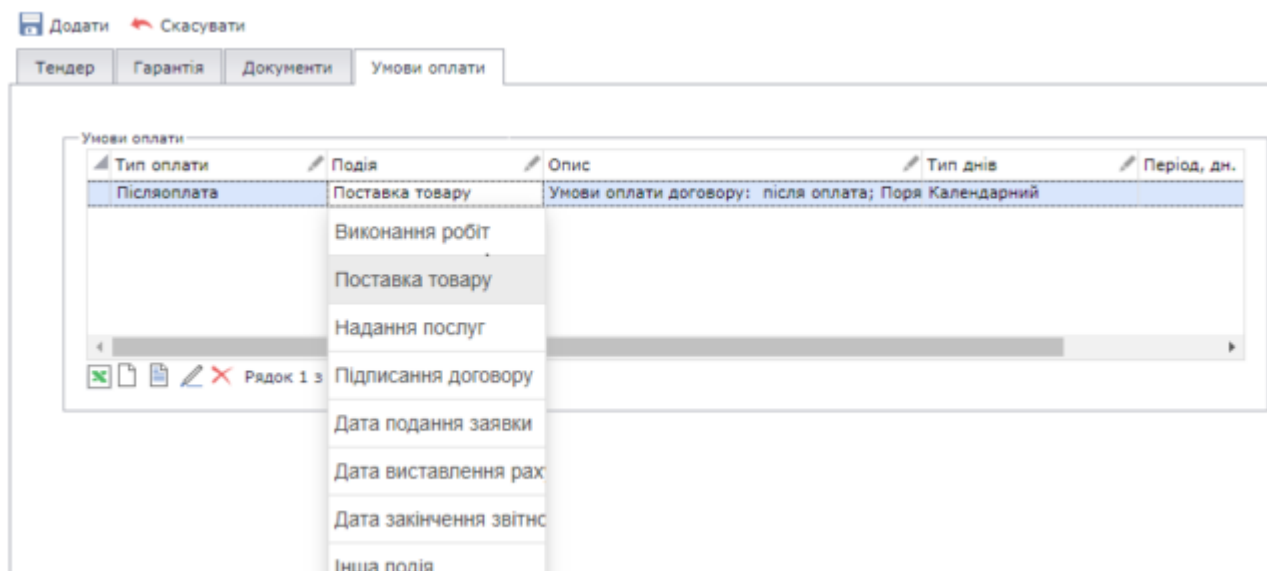 Додати Скасувати
Тендер Гарантія Документи Умови оплати
Умови оплати
Тип оплати Подія Опис Тип днів Період, дн.
Післяоплата Поставка товару Умови оплати договору: після оплата; Поря Календарний
Виконання робіт
Поставка товару
Надання послуг
Рядок 1 з Підписання договору
Дата подання заявки
Дата виставлення рах
Дата закінчення звітно
Інша подія